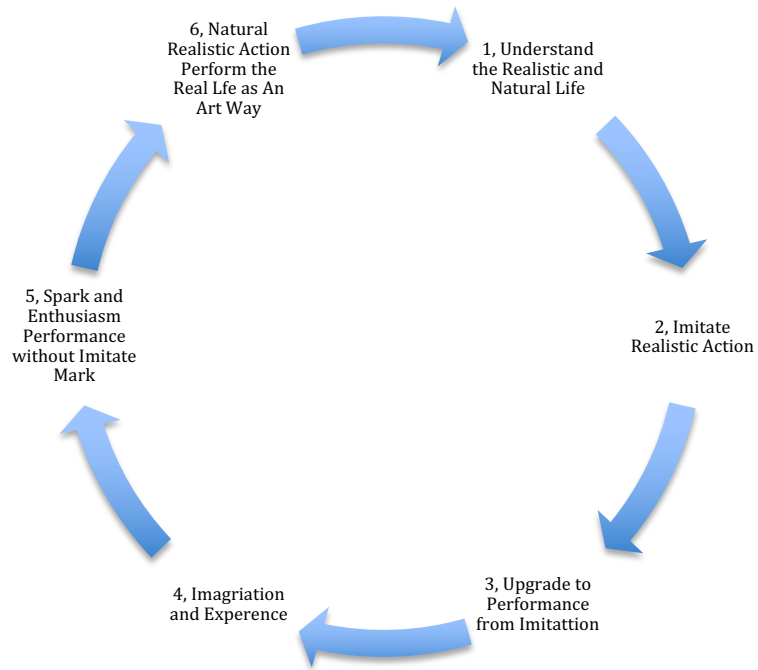 1, Understand
the Realistic and
Natural Life
2, Imitate
Realistic Action
3, Upgrade to
Performance
from Imitattion
4, Imagriation
and Experence
5, Spark and
Enthusiasm
Performance
without Imitate
Mark
6, Natural
Realistic Action
Perform the
Real Lfe as An
Art Way